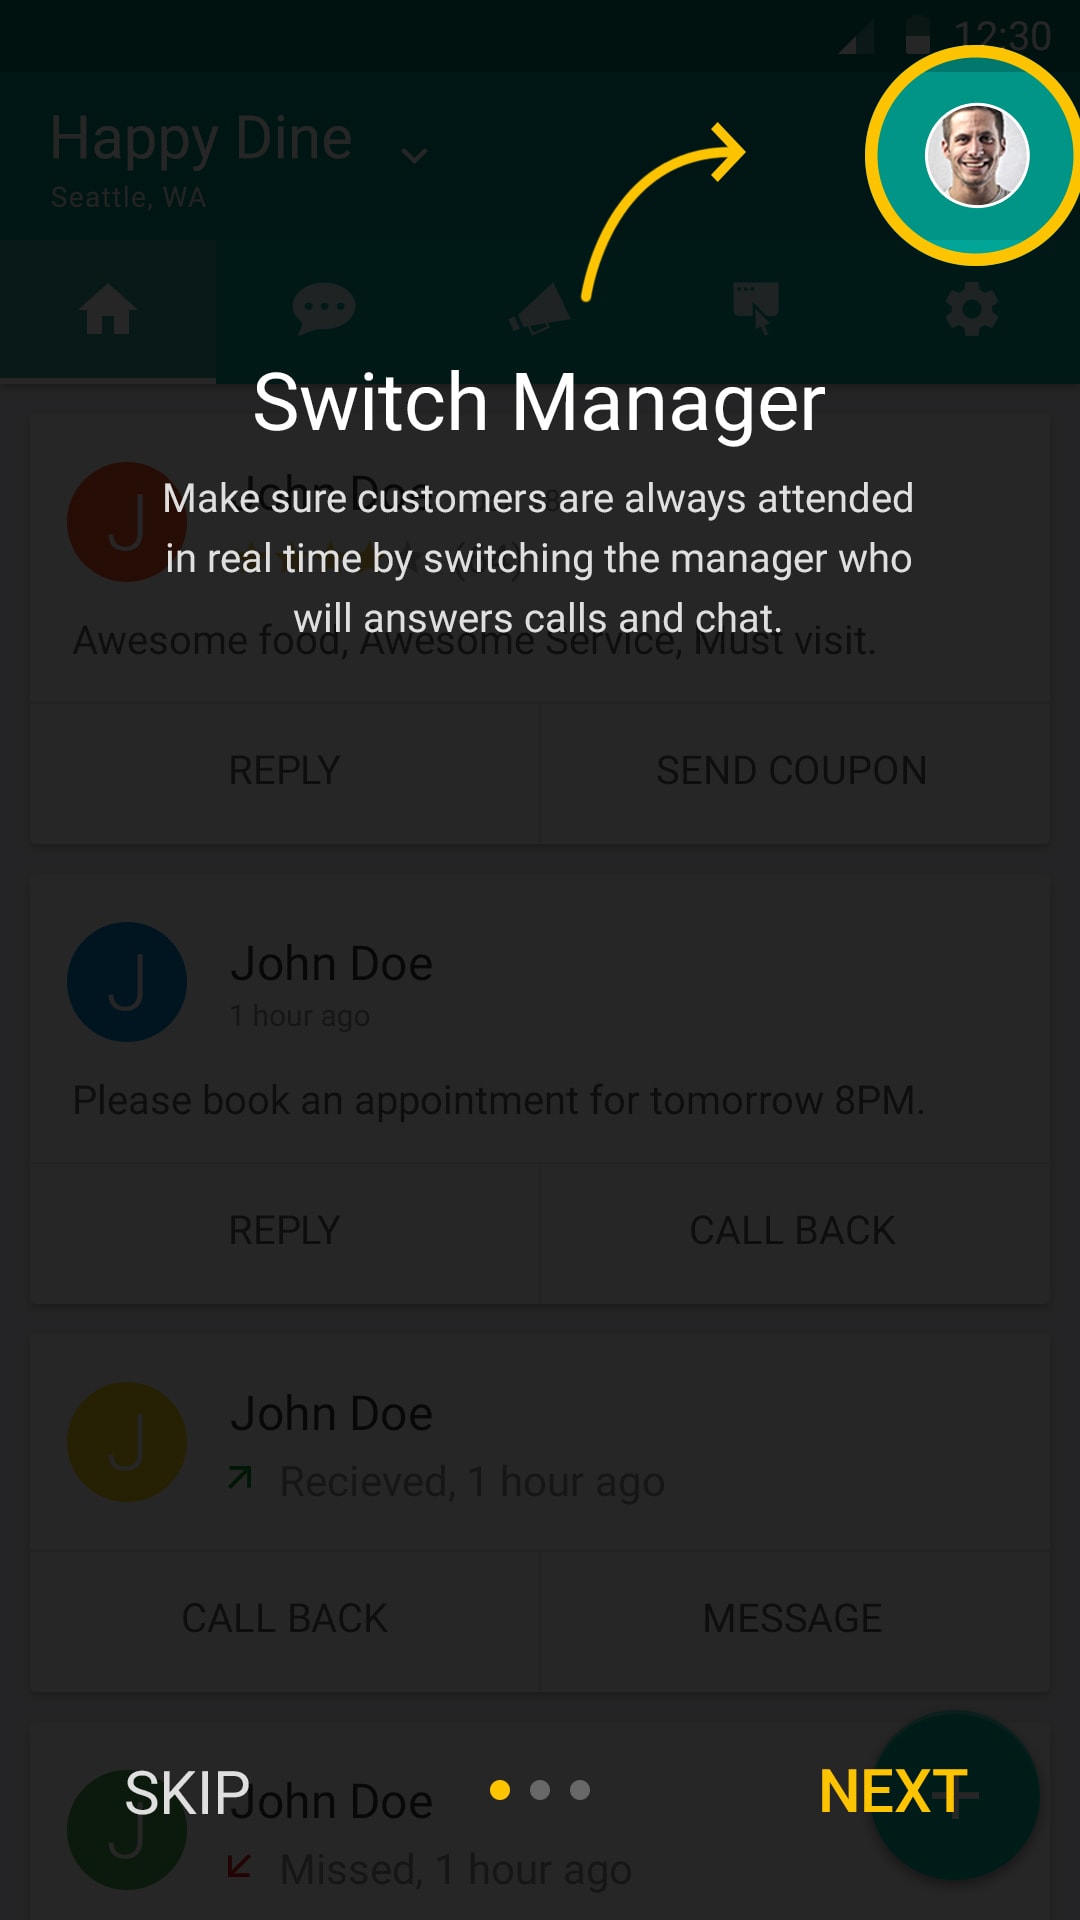 12:30
Happy Dine
Seattle, WA
Switch Manager
John Doe
Make sure customers are always attended
in real time by switching the manager who
will answers calls and chat.
Awesome food, Awesome Service, Must visit.
REPLY
SEND COUPON
J
John Doe
1 hour ago
Please book an appointment for tomorrow 8PM.
REPLY
CALL BACK
J
John Doe
Recieved, 1 hour ago
CALL BACK
MESSAGE
SKIP
NEXT
J
John Doe
Missed, 1 hour ago